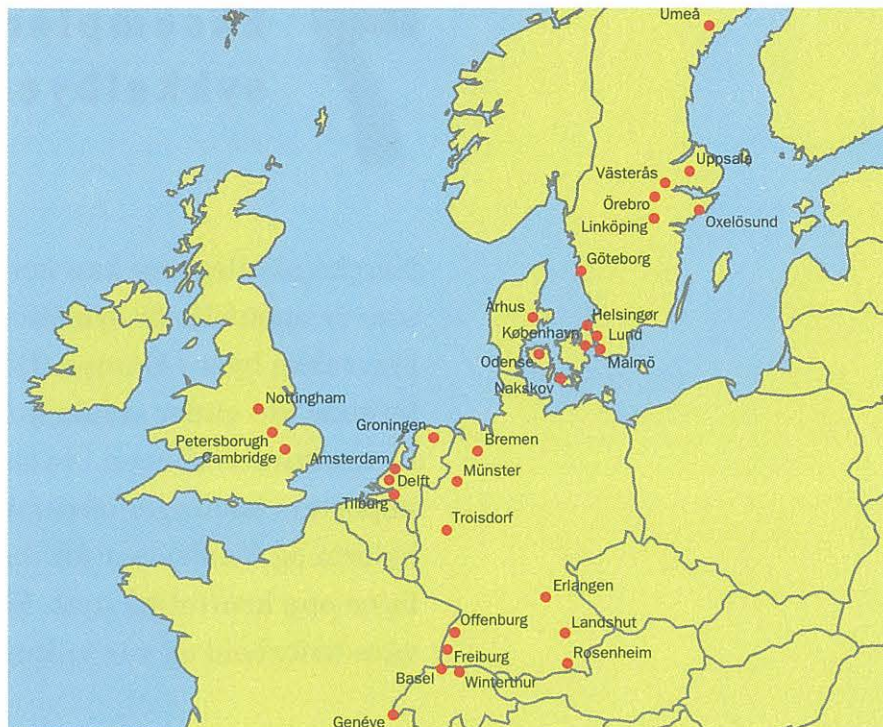 Umeå
Uppsala
Västerås
Örebro
Oxelösund
Linköping
Göteborg
Århus
Helsingør
København
Lund
Odense
Malmö
Nakskov
Nottingham
Groningen
Petersborugh
Bremen
Cambridge
Amsterdam
Delft
Münster
Tilburg
Troisdorf
Erlangen
Offenburg
Landshut
Freiburg
Rosenheim
Basel
Winterthur
Genéve